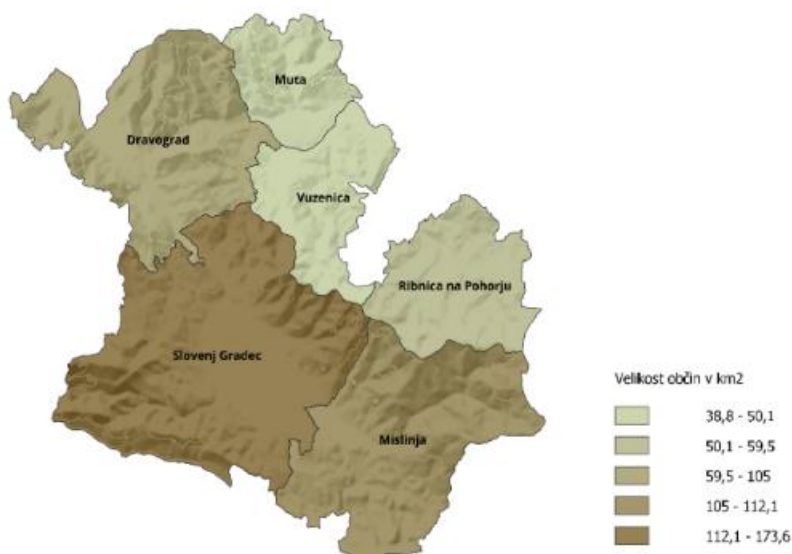 Muta
Dravograd
Vuzenica
Ribnica na Pohorju
Slovenj Gradec
Mislinja
Velikost občin v km2
38,8 - 50,1
50,1 - 59,5
59,5 - 105
105 - 112,1
112,1 - 173,6